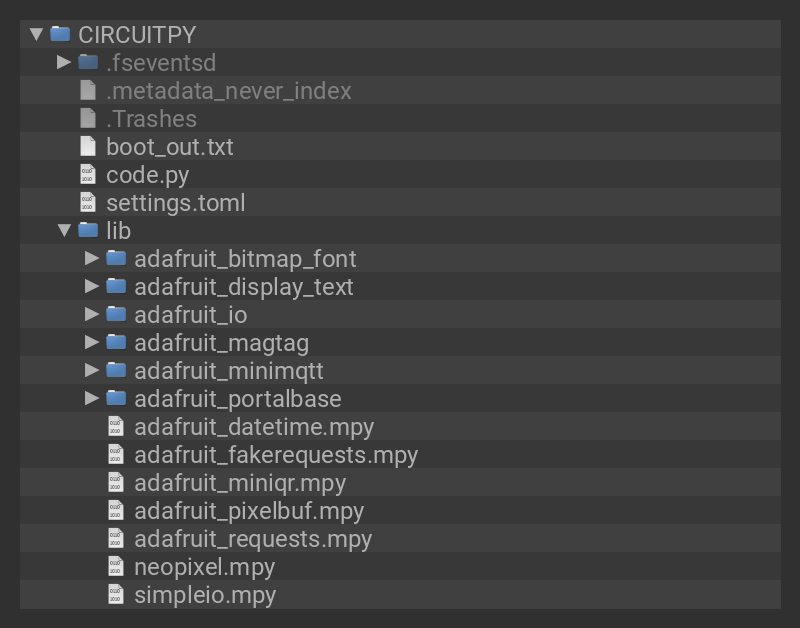 CIRCUITPY
.fseventsd
.metadata_never_index
.Trashes
boot_out.txt
code.py
settings.toml
lib
adafruit_bitmap_font
adafruit_display_text
adafruit_io
adafruit_magtag
adafruit_minimqtt
adafruit_portalbase
adafruit_datetime.mpy
adafruit_fakerequests.mpy
adafruit_miniqr.mpy
adafruit_pixelbuf.mpy
adafruit_requests.mpy
neopixel.mpy
simpleio.mpy